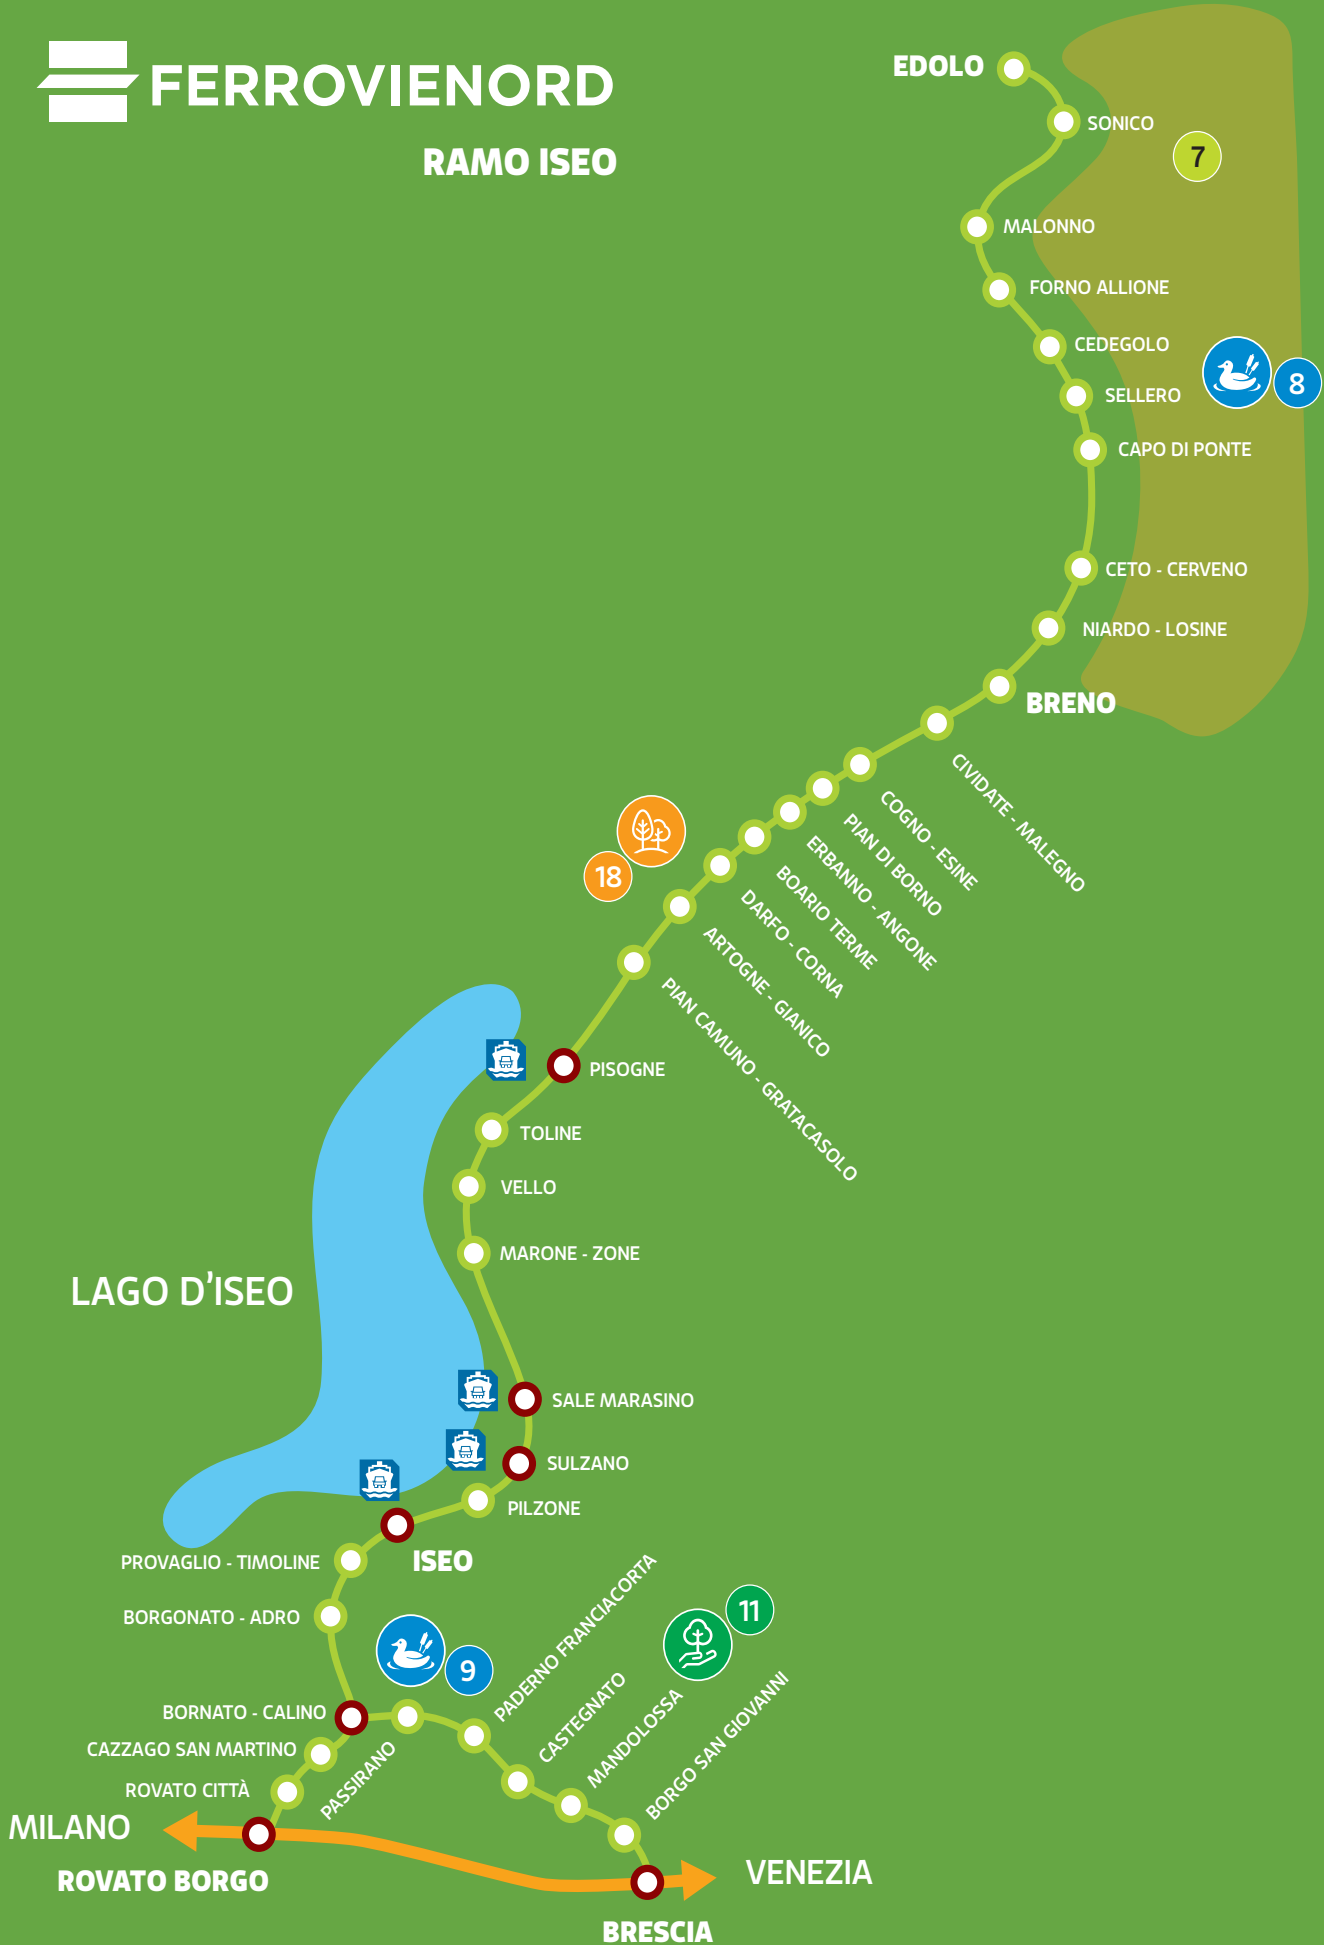 FERROVIENORD
RAMO ISEO
EDOLO
SONICO
7
MALONNO
FORNO ALLIONE
CEDEGOLO
8
SELLERO
CAPO DI PONTE
CETO - CERVENO
NIARDO - LOSINE
BRENO
CIVIDATE - MALEGNO
COGNO - ESINE
PIAN DI BORNO
ERBANNO - ANGONE
BOARIO TERME
DARFO - CORNA
18
ARTOGNE - GIANICO
PIAN CAMUNO - GRATACASOLO
PISOGNE
TOLINE
VELLO
MARONE - ZONE
LAGO D'ISEO
SALE MARASINO
SULZANO
PILZONE
ISEO
PROVAGLIO - TIMOLINE
BORGONATO - ADRO
9
11
BORNATO - CALINO
CAZZAGO SAN MARTINO
ROVATO CITTÀ
PASSIRANO
PADERNO FRANCIACORTA
CASTEGNATO
MANDOLOSSA
BORGO SAN GIOVANNI
MILANO
ROVATO BORGO
VENEZIA
BRESCIA